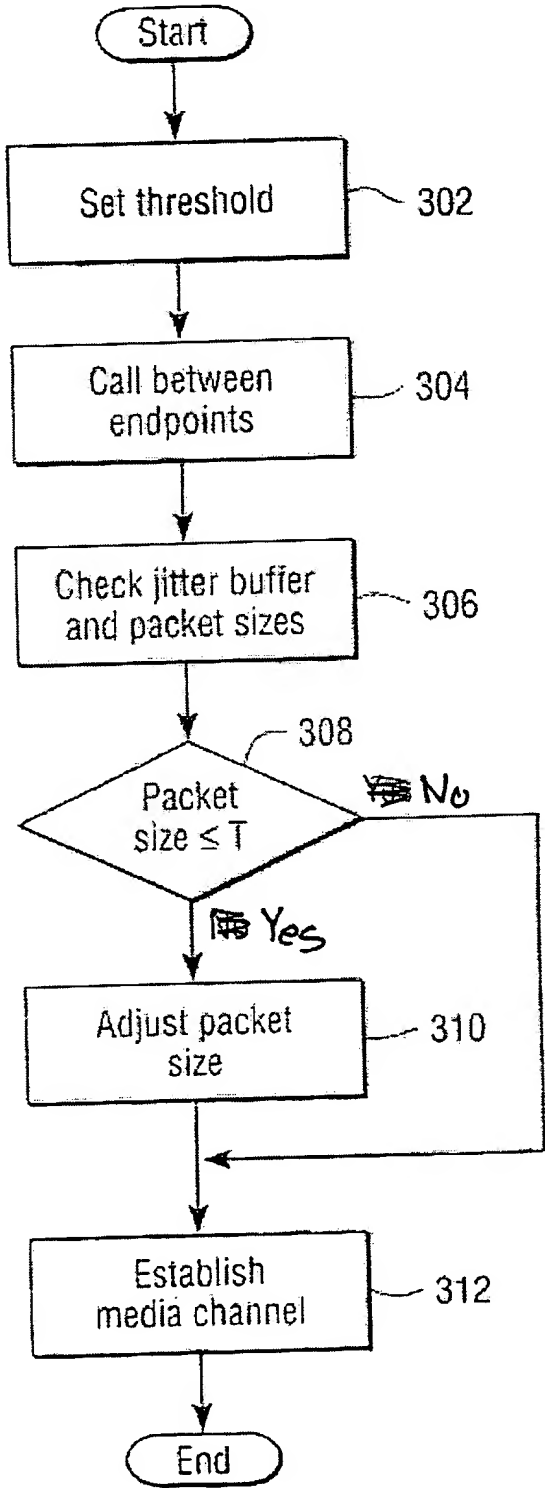 Start
Set threshold
302
Call between
endpoints
304
Check jitter buffer
and packet sizes
306
308
Packet
size ≤ T
No
Yes
Adjust packet
size
310
Establish
media channel
312
End